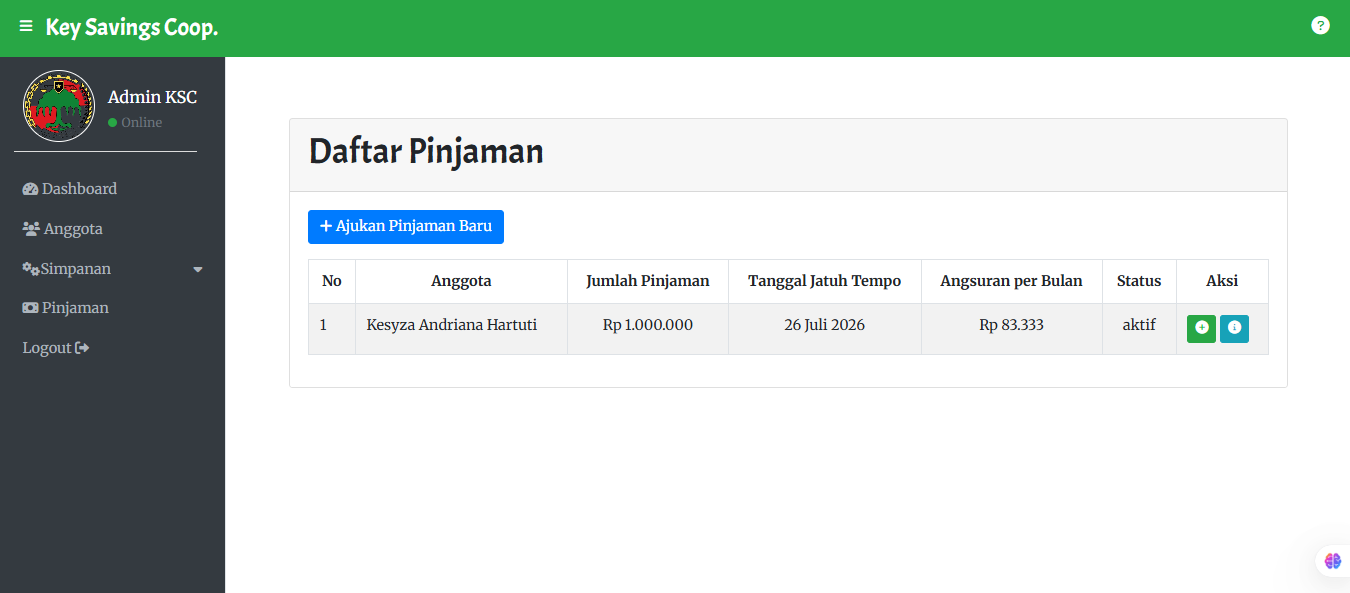 Key Savings Coop.
Admin KSC
Online
Dashboard
Anggota
Simpanan
Pinjaman
Logout
Daftar Pinjaman
+ Ajukan Pinjaman Baru
No Anggota Jumlah Pinjaman Tanggal Jatuh Tempo Angsuran per Bulan Status Aksi
1 Kesyza Andriana Hartuti Rp 1.000.000 26 Juli 2026 Rp 83.333 aktif